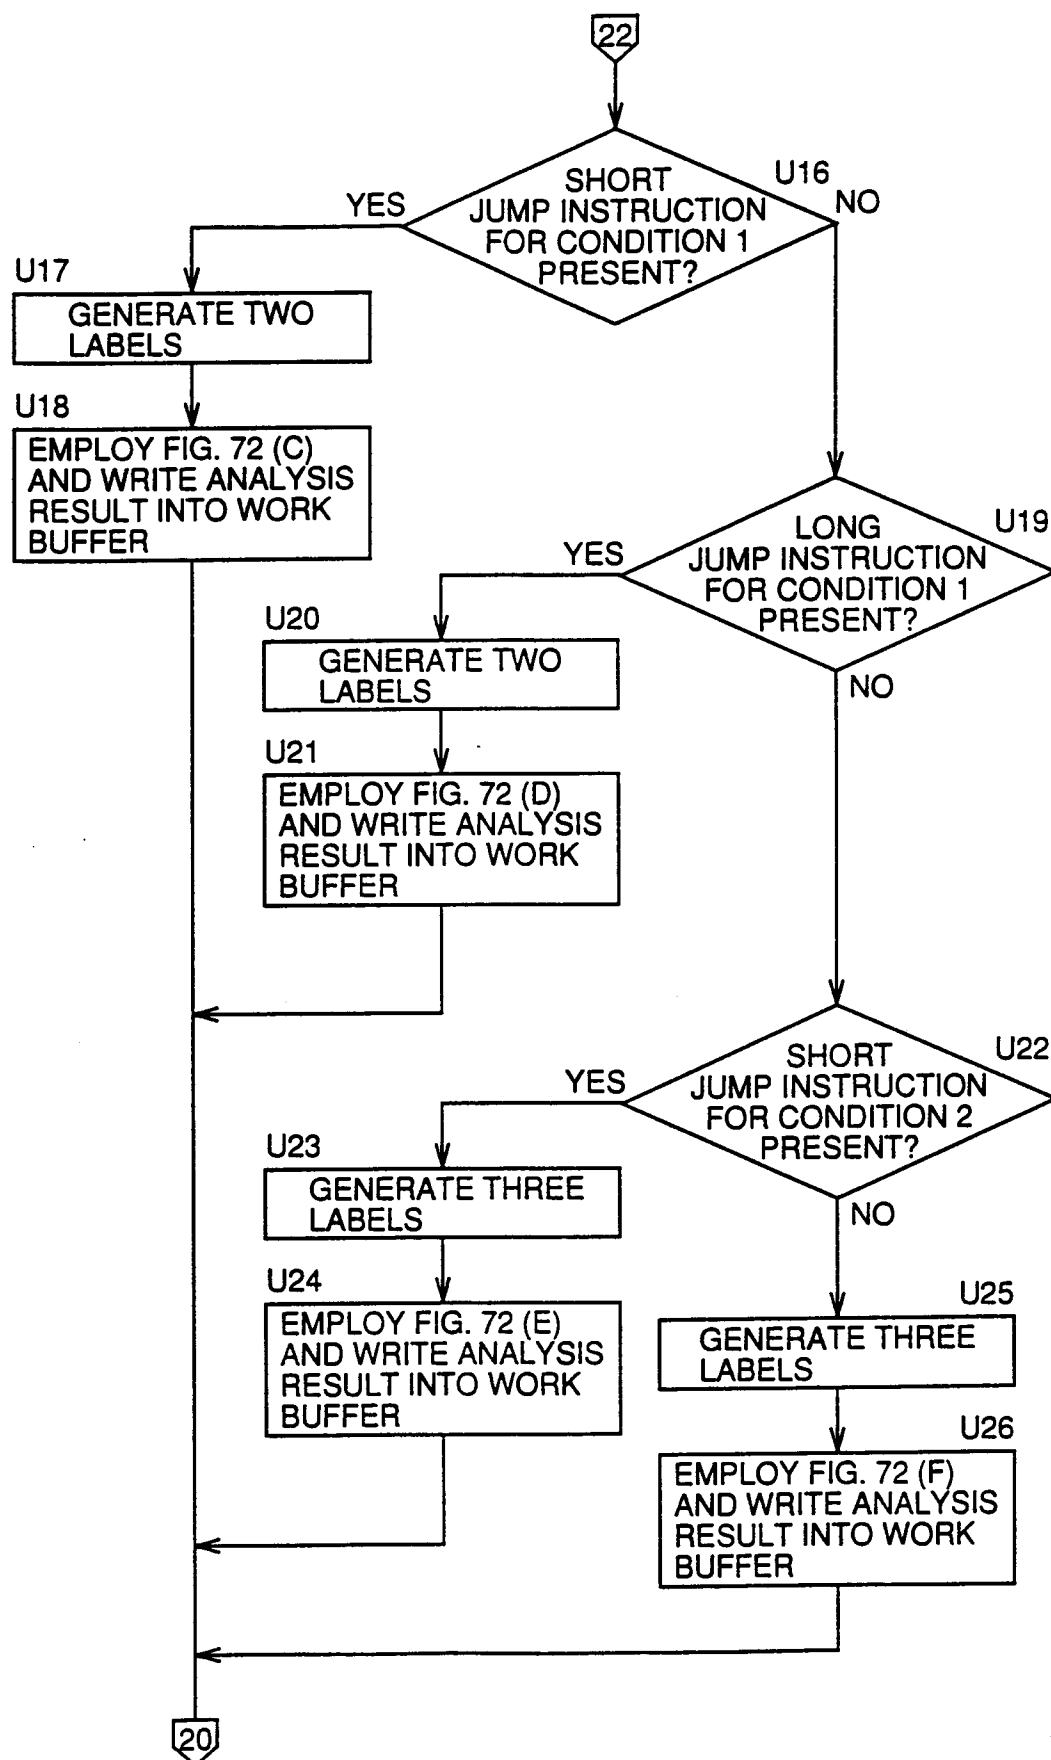 22
SHORT
JUMP INSTRUCTION
FOR CONDITION 1
PRESENT?
U16
YES
NO
U17
GENERATE TWO
LABELS
U18
EMPLOY FIG. 72 (C)
AND WRITE ANALYSIS
RESULT INTO WORK
BUFFER
LONG
JUMP INSTRUCTION
FOR CONDITION 1
PRESENT?
U19
YES
NO
U20
GENERATE TWO
LABELS
U21
EMPLOY FIG. 72 (D)
AND WRITE ANALYSIS
RESULT INTO WORK
BUFFER
SHORT
JUMP INSTRUCTION
FOR CONDITION 2
PRESENT?
U22
YES
NO
U23
GENERATE THREE
LABELS
U24
EMPLOY FIG. 72 (E)
AND WRITE ANALYSIS
RESULT INTO WORK
BUFFER
U25
GENERATE THREE
LABELS
U26
EMPLOY FIG. 72 (F)
AND WRITE ANALYSIS
RESULT INTO WORK
BUFFER
20